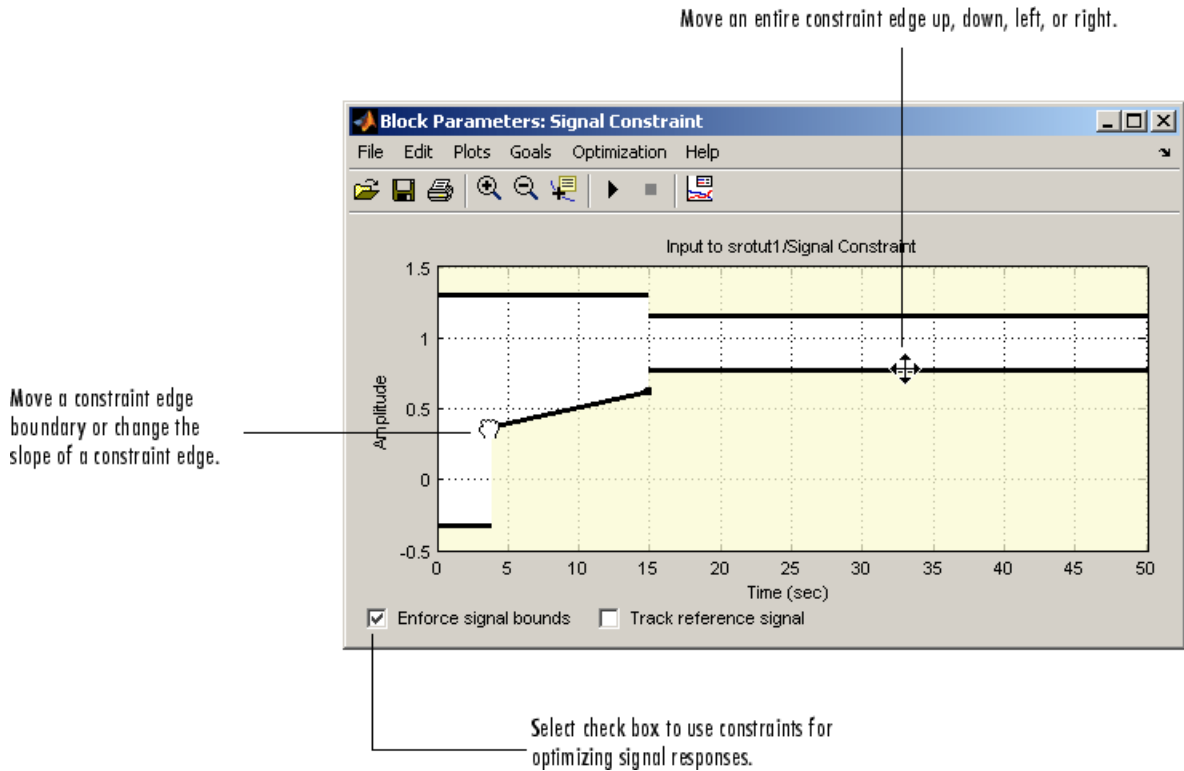 Move an entire constraint edge up, down, left, or right.
Block Parameters: Signal Constraint
File Edit Plots Goals Optimization Help
Input to srotut1/Signal Constraint
1.5
1
0.5
0
-0.5
Amplitude
Move a constraint edge
boundary or change the
slope of a constraint edge.
0 5 10 15 20 25 30 35 40 45 50
Time (sec)
Enforce signal bounds Track reference signal
Select check box to use constraints for
optimizing signal responses.